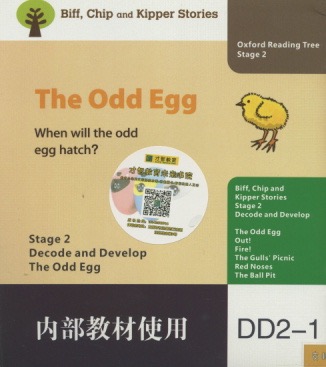 Biff, Chip and Kipper Stories
Oxford Reading Tree
Stage 2
The Odd Egg
When will the odd
egg hatch?
Biff, Chip and
Kipper Stories
Stage 2
Decode and Develop
The Odd Egg
Out!
Fire!
The Gulls' Picnic
Red Noses
The Ball Pit
Stage 2
Decode and Develop
The Odd Egg
内部教材使用
DD2-1